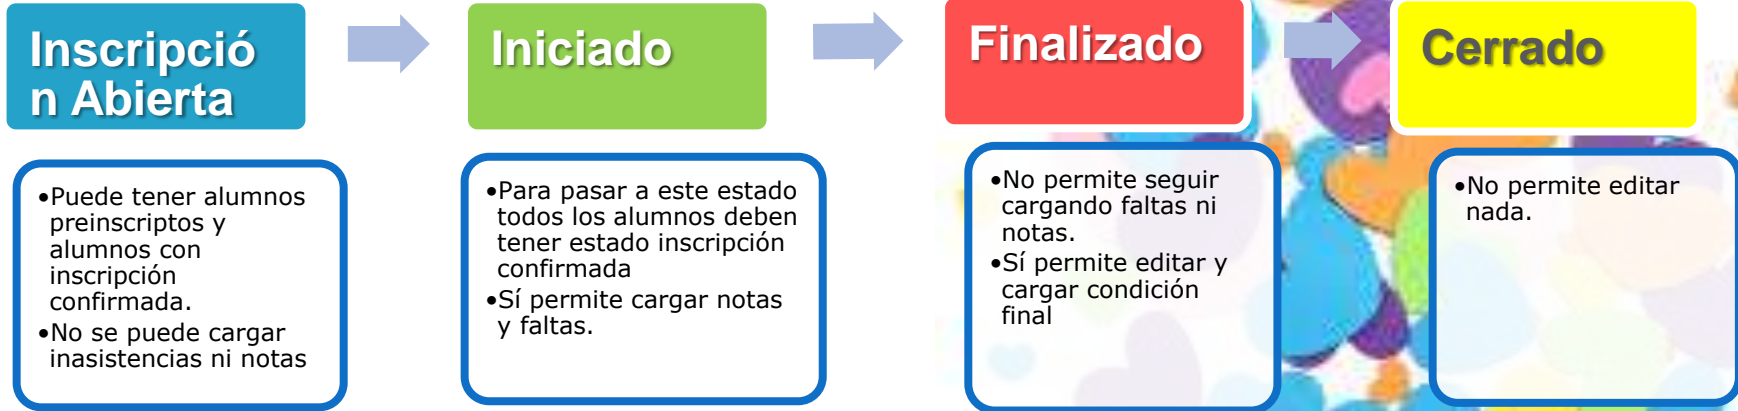 Inscripció
n Abierta
Iniciado
Finalizado
Cerrado
•Puede tener alumnos
preinscriptos y
alumnos con
inscripción
confirmada.
•No se puede cargar
inasistencias ni notas
•Para pasar a este estado
todos los alumnos deben
tener estado inscripción
confirmada
•Sí permite cargar notas
y faltas.
•No permite seguir
cargando faltas ni
notas.
•Sí permite editar y
cargar condición
final
•No permite editar
nada.